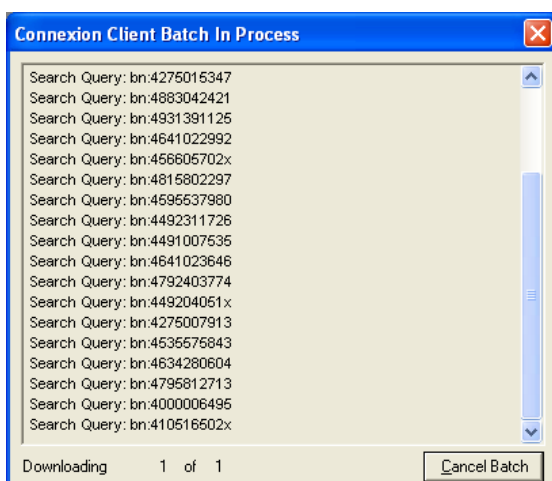 Connexion Client Batch In Process
Search Query: bn:4275015347
Search Query: bn:4883042421
Search Query: bn:4931391125
Search Query: bn:4641022992
Search Query: bn:456605702x
Search Query: bn:4815802297
Search Query: bn:4595537980
Search Query: bn:4492311726
Search Query: bn:4491007535
Search Query: bn:4641023646
Search Query: bn:4792403774
Search Query: bn:449204051x
Search Query: bn:4275007913
Search Query: bn:4535575843
Search Query: bn:4634280604
Search Query: bn:4795812713
Search Query: bn:4000006495
Search Query: bn:410516502x
Downloading 1 of 1 Cancel Batch